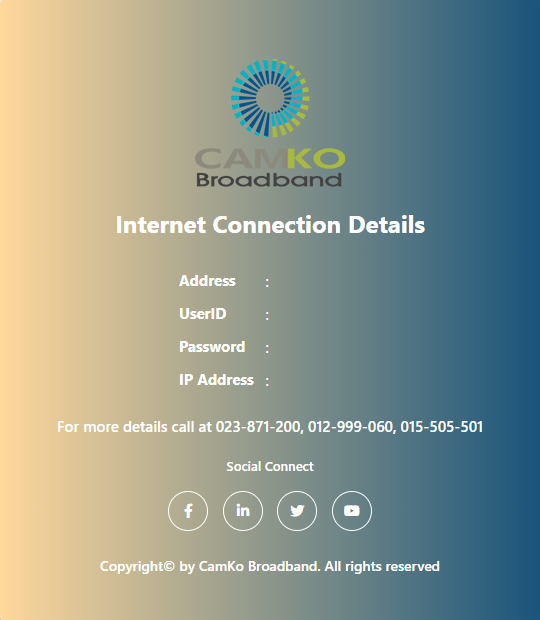 CAMKO
Broadband
Internet Connection Details
Address :
UserID :
Password :
IP Address :
For more details call at 023-871-200, 012-999-060, 015-505-501
Social Connect
Copyright© by CamKo Broadband. All rights reserved